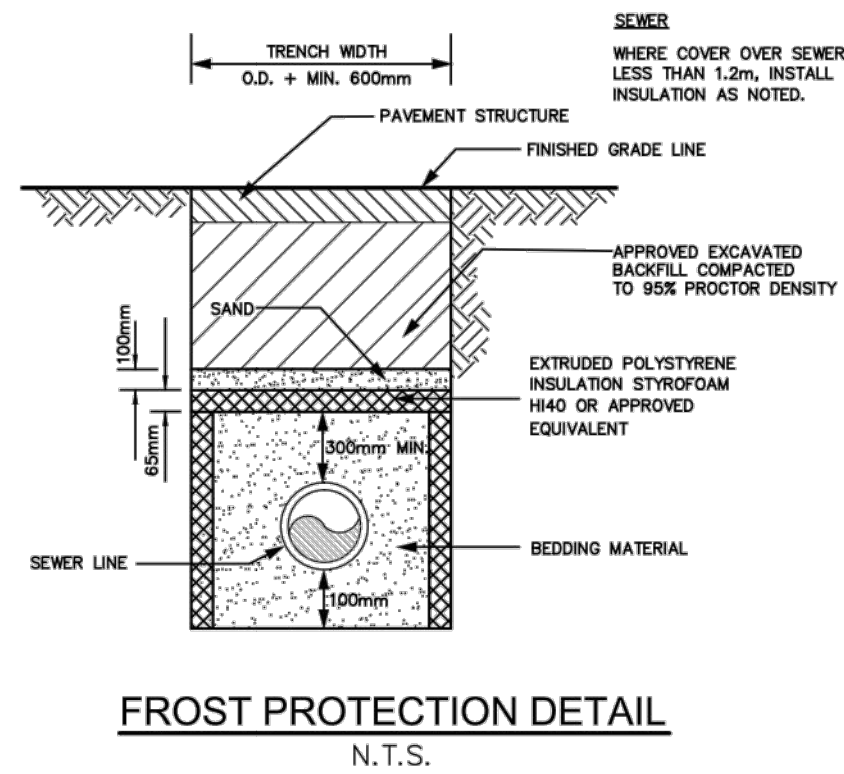 SEWER
WHERE COVER OVER SEWER
LESS THAN 1.2m, INSTALL
INSULATION AS NOTED.
TRENCH WIDTH
O.D. + MIN. 600mm
PAVEMENT STRUCTURE
FINISHED GRADE LINE
APPROVED EXCAVATED
BACKFILL COMPACTED
TO 95% PROCTOR DENSITY
SAND
100mm
EXTRUDED POLYSTYRENE
INSULATION STYROFOAM
HI40 OR APPROVED
EQUIVALENT
65mm
300mm MIN.
SEWER LINE
BEDDING MATERIAL
100mm
FROST PROTECTION DETAIL
N.T.S.